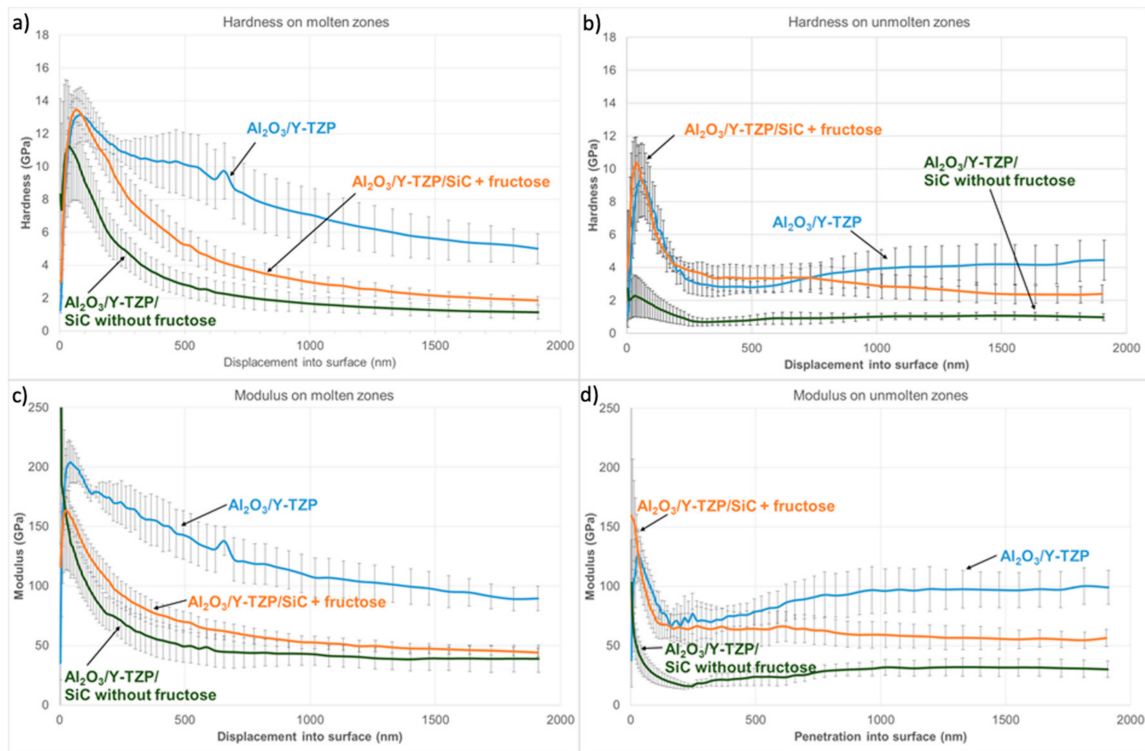 a)
Hardness on molten zones
18
16
14
12
10
8
6
4
2
0
Hardness (GPa)
Al₂O₃/Y-TZP
Al₂O₃/Y-TZP/SiC + fructose
Al₂O₃/Y-TZP/
SiC without fructose
0 500 1000 1500 2000
Displacement into surface (nm)
b)
Hardness on unmolten zones
18
16
14
12
10
8
6
4
2
0
Hardness (GPa)
Al₂O₃/Y-TZP/SiC + fructose
Al₂O₃/Y-TZP/
SiC without fructose
Al₂O₃/Y-TZP
0 500 1000 1500 2000
Displacement into surface (nm)
c)
Modulus on molten zones
250
200
150
100
50
0
Modulus (GPa)
Al₂O₃/Y-TZP
Al₂O₃/Y-TZP/SiC + fructose
Al₂O₃/Y-TZP/
SiC without fructose
0 500 1000 1500 2000
Displacement into surface (nm)
d)
Modulus on unmolten zones
250
200
150
100
50
0
Modulus (GPa)
Al₂O₃/Y-TZP/SiC + fructose
Al₂O₃/Y-TZP
Al₂O₃/Y-TZP/
SiC without fructose
0 500 1000 1500 2000
Penetration into surface (nm)